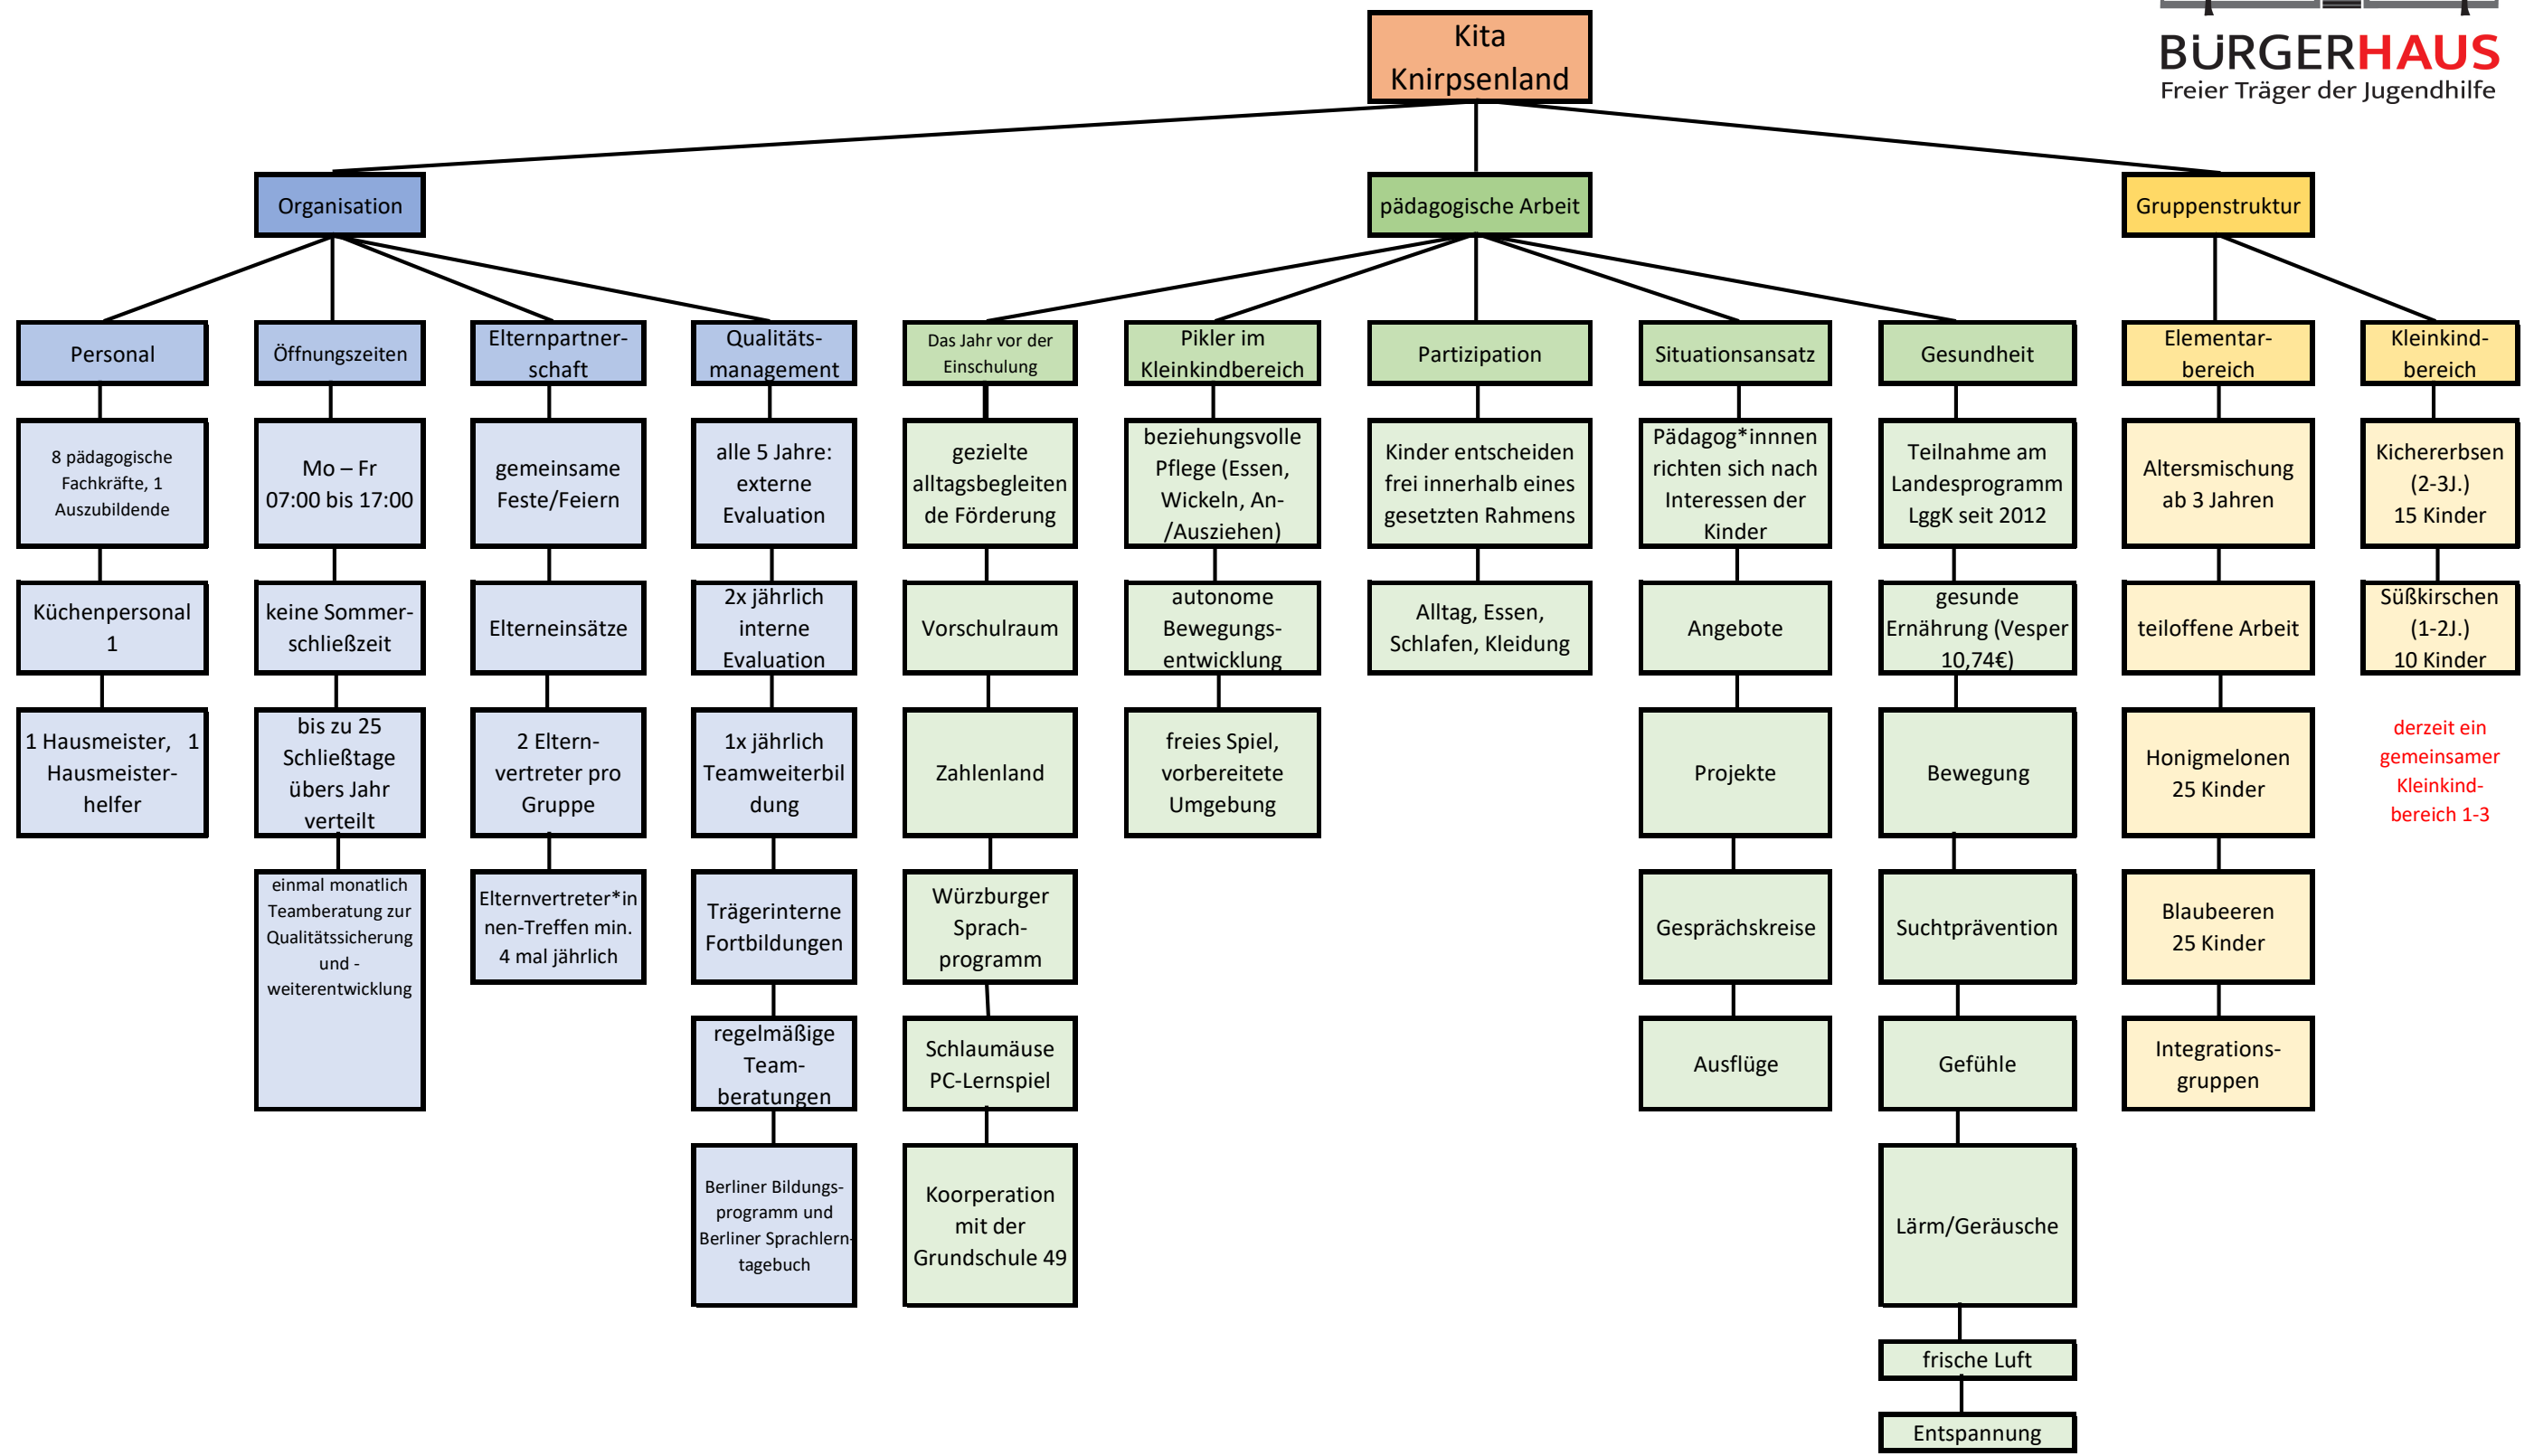 Kita
Knirpsenland
BÜRGERHAUS
Freier Träger der Jugendhilfe
Organisation
pädagogische Arbeit
Gruppenstruktur
Personal
8 pädagogische
Fachkräfte, 1
Auszubildende
Küchenpersonal
1
1 Hausmeister, 1
Hausmeister-
helfer
Öffnungszeiten
Mo – Fr
07:00 bis 17:00
keine Sommer-
schließzeit
bis zu 25
Schließtage
übers Jahr
verteilt
einmal monatlich
Teamberatung zur
Qualitätssicherung
und -
weiterentwicklung
Elternpartner-
schaft
gemeinsame
Feste/Feiern
Elterneinsätze
2 Eltern-
vertreter pro
Gruppe
Elternvertreter*in
nen-Treffen min.
4 mal jährlich
Qualitäts-
management
alle 5 Jahre:
externe
Evaluation
2x jährlich
interne
Evaluation
1x jährlich
Teamweiterbil
dung
Trägerinterne
Fortbildungen
regelmäßige
Team-
beratungen
Berliner Bildungs-
programm und
Berliner Sprachlern-
tagebuch
Das Jahr vor der
Einschulung
gezielte
alltagsbegleiten
de Förderung
Vorschulraum
Zahlenland
Würzburger
Sprach-
programm
Schlaumäuse
PC-Lernspiel
Koorperation
mit der
Grundschule 49
Pikler im
Kleinkindbereich
beziehungsvolle
Pflege (Essen,
Wickeln, An-
/Ausziehen)
autonome
Bewegungs-
entwicklung
freies Spiel,
vorbereitete
Umgebung
Partizipation
Kinder entscheiden
frei innerhalb eines
gesetzten Rahmens
Alltag, Essen,
Schlafen, Kleidung
Situationsansatz
Pädagog*innnen
richten sich nach
Interessen der
Kinder
Angebote
Projekte
Gesprächskreise
Ausflüge
Gesundheit
Teilnahme am
Landesprogramm
LggK seit 2012
gesunde
Ernährung (Vesper
10,74€)
Bewegung
Suchtprävention
Gefühle
Lärm/Geräusche
frische Luft
Entspannung
Elementar-
bereich
Altersmischung
ab 3 Jahren
teiloffene Arbeit
Honigmelonen
25 Kinder
Blaubeeren
25 Kinder
Integrations-
gruppen
Kleinkind-
bereich
Kichererbsen
(2-3J.)
15 Kinder
Süßkirschen
(1-2J.)
10 Kinder
derzeit ein
gemeinsamer
Kleinkind-
bereich 1-3